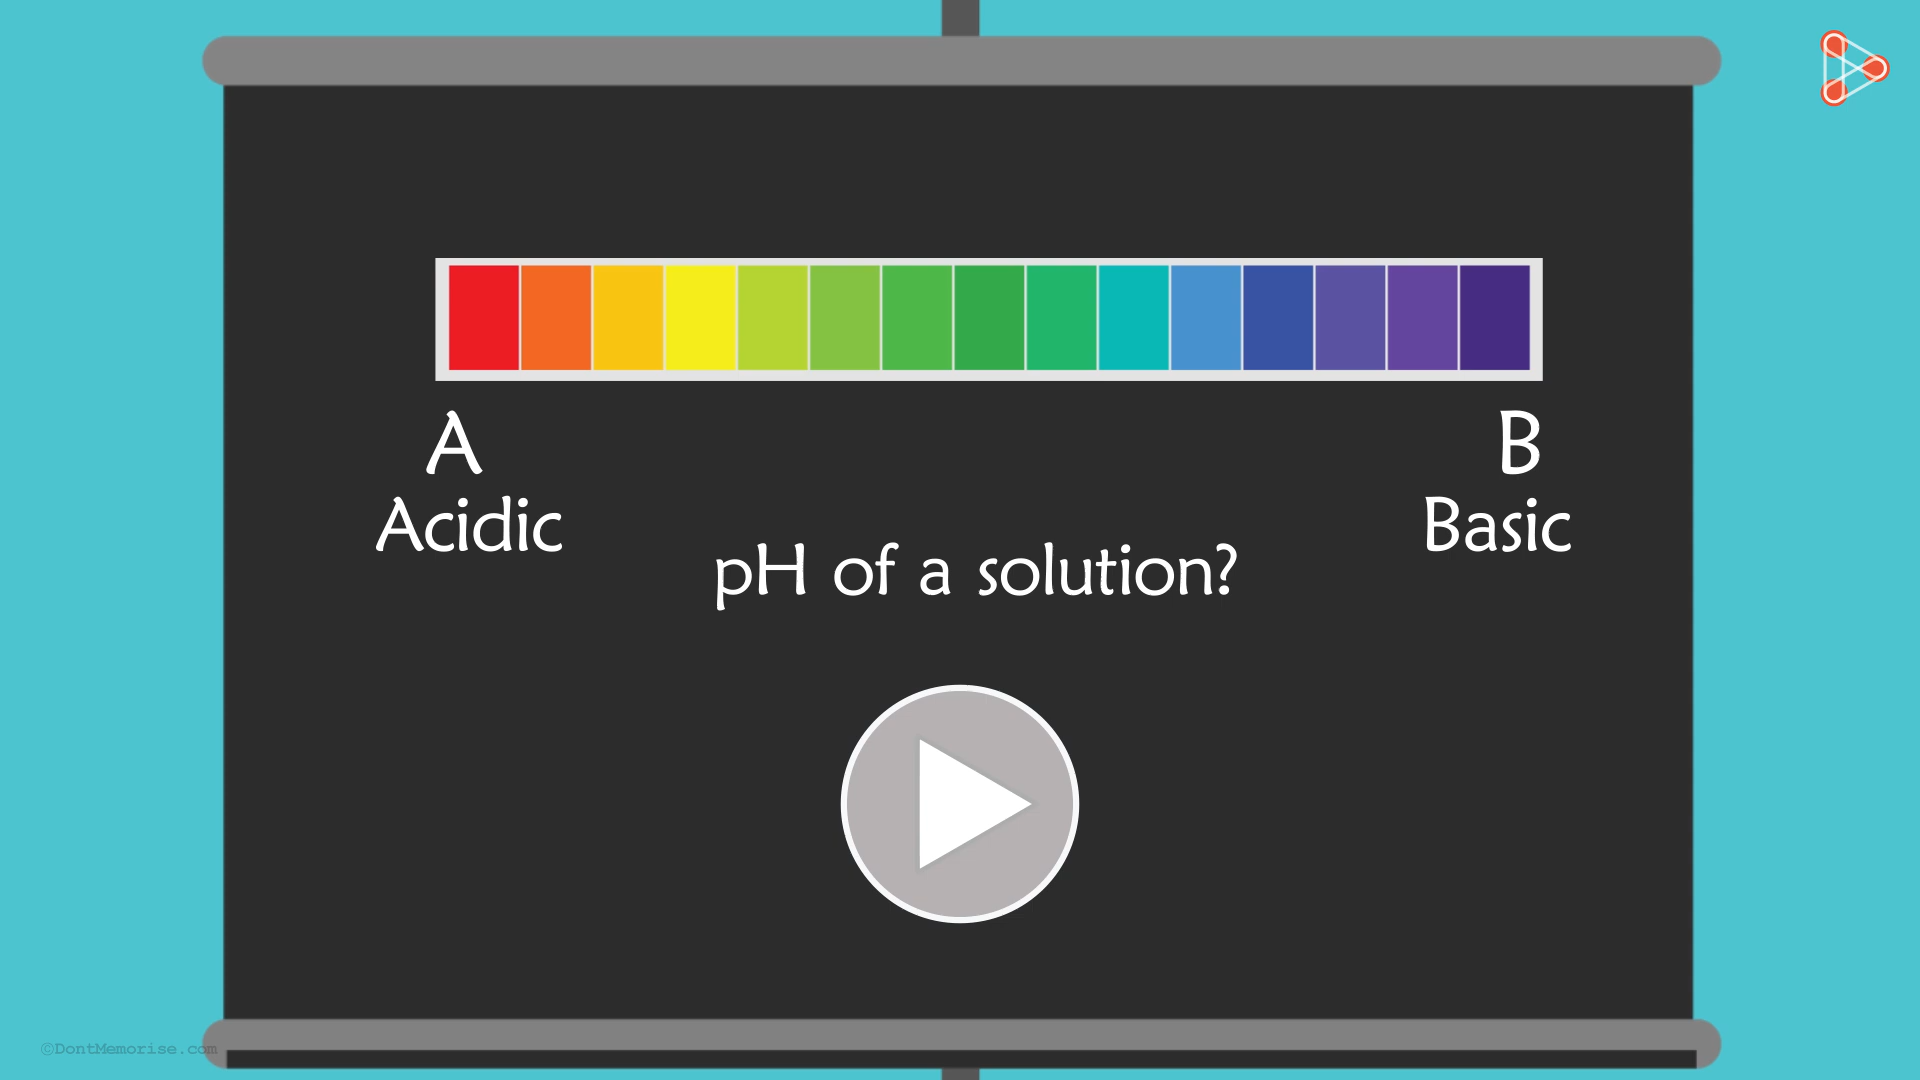 A
B
Acidic
Basic
pH of a solution?
©DontMemorise.com